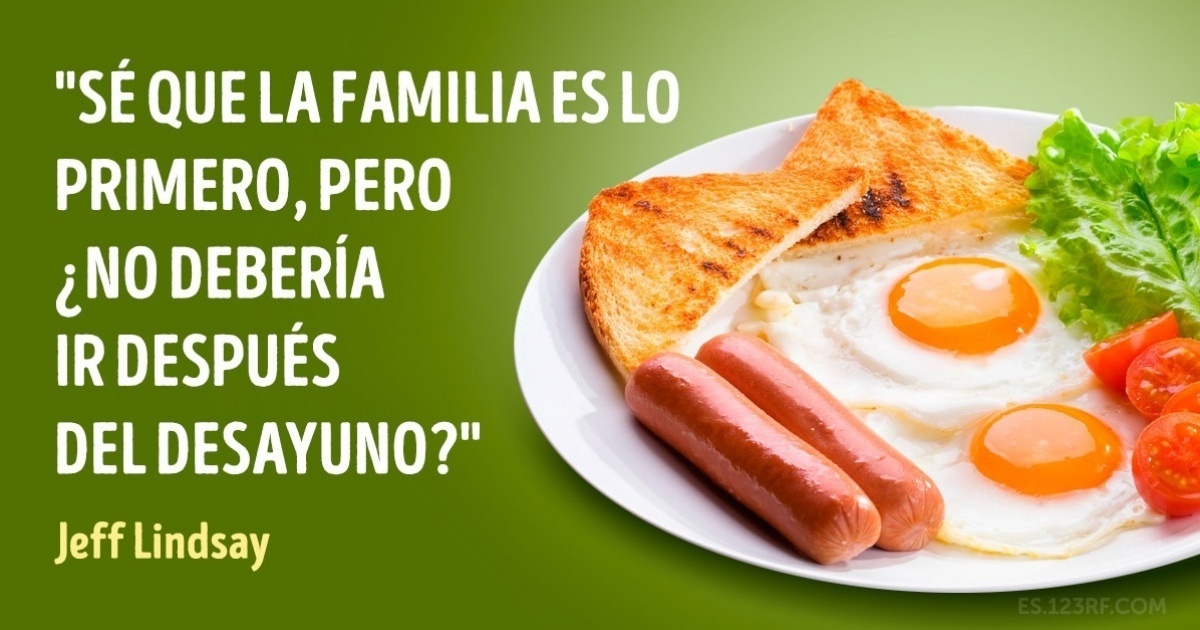 "SÉ QUE LA FAMILIA ES LO
PRIMERO, PERO
¿NO DEBERÍA
IR DESPUÉS
DEL DESAYUNO?"
Jeff Lindsay
ES.123RF.COM